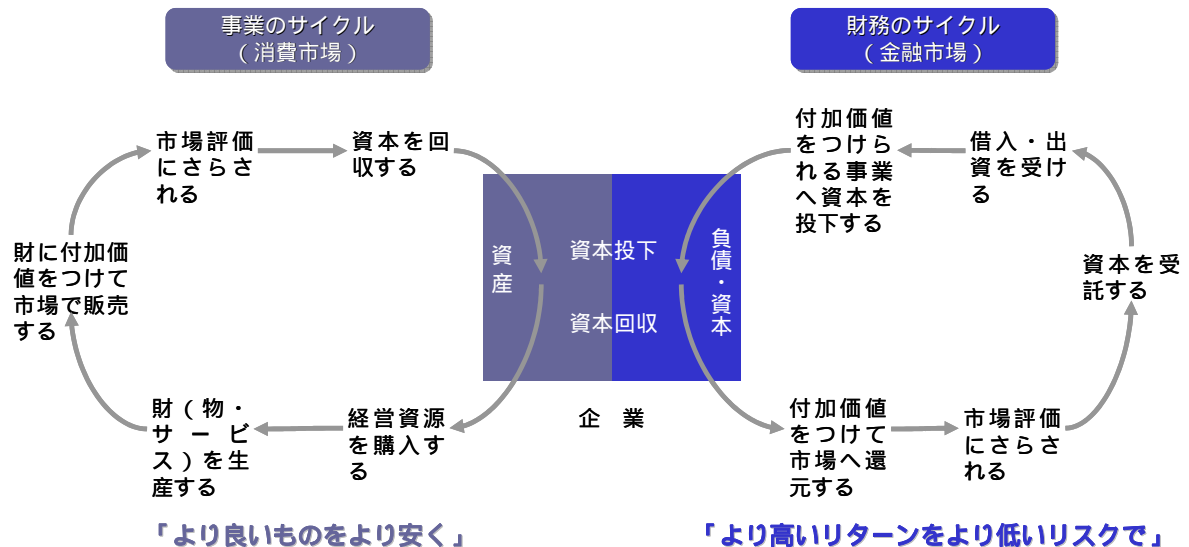 事業のサイクル
（消費市場）
財務のサイクル
（金融市場）
市場評価
にさらさ
れる
資本を回
収する
財に付加価
値をつけて
市場で販売
する
財（物・
サービ
ス）を生
産する
経営資源
を購入す
る
資産
資本投下
資本回収
負債・資本
企業
付加価値
をつけら
れる事業
へ資本を
投下する
借入・出
資を受け
る
資本を受
託する
付加価値
をつけて
市場へ還
元する
市場評価
にさらさ
れる
「より良いものをより安く」
「より高いリターンをより低いリスクで」